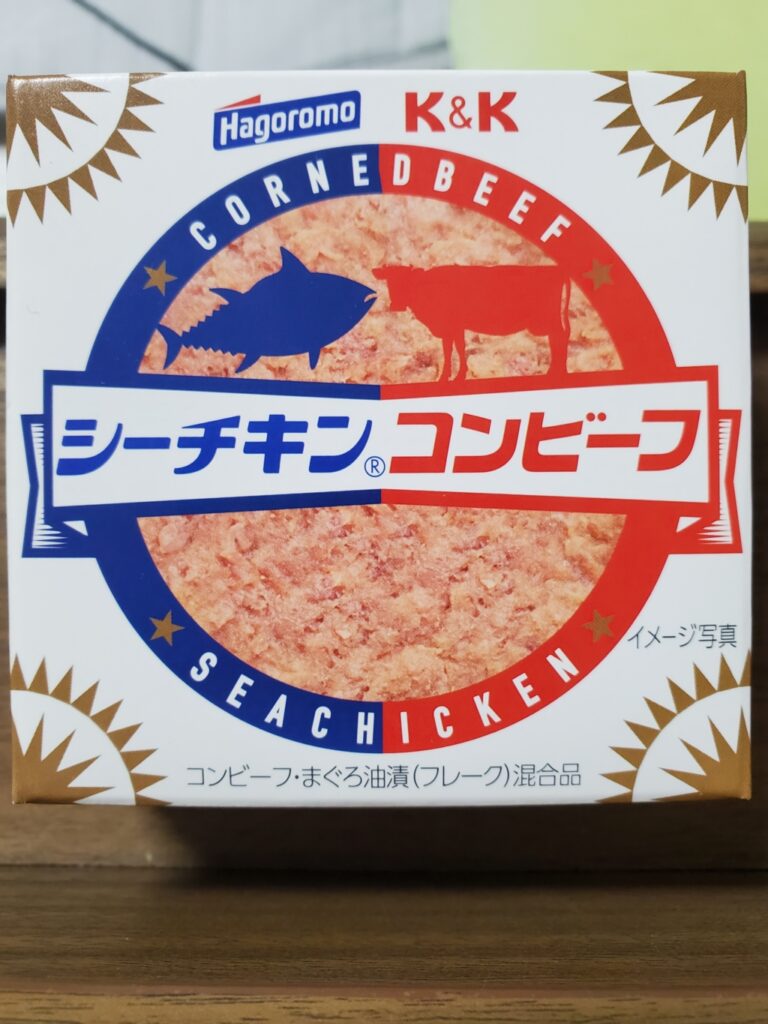 Hagoromo
K&K
CORNEDBEEF
シーチキン®コンビーフ
イメージ写真
SEACHICKEN
コンビーフ・まぐろ油漬(フレーク)混合品